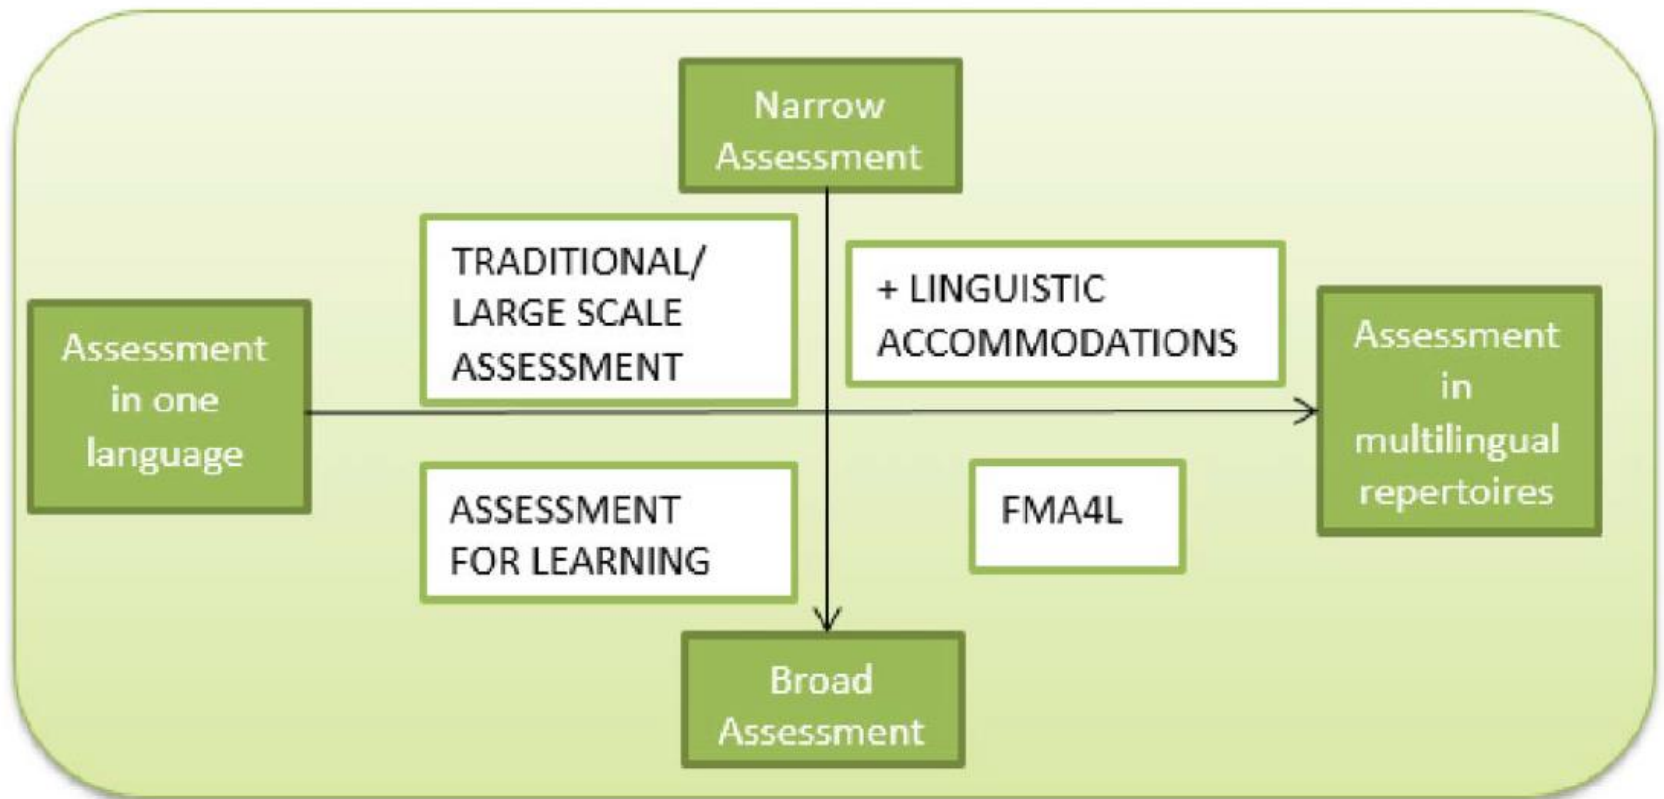 Narrow
Assessment
TRADITIONAL/
LARGE SCALE
ASSESSMENT
+ LINGUISTIC
ACCOMMODATIONS
Assessment
in one
language
Assessment
in
multilingual
repertoires
ASSESSMENT
FOR LEARNING
FMA4L
Broad
Assessment